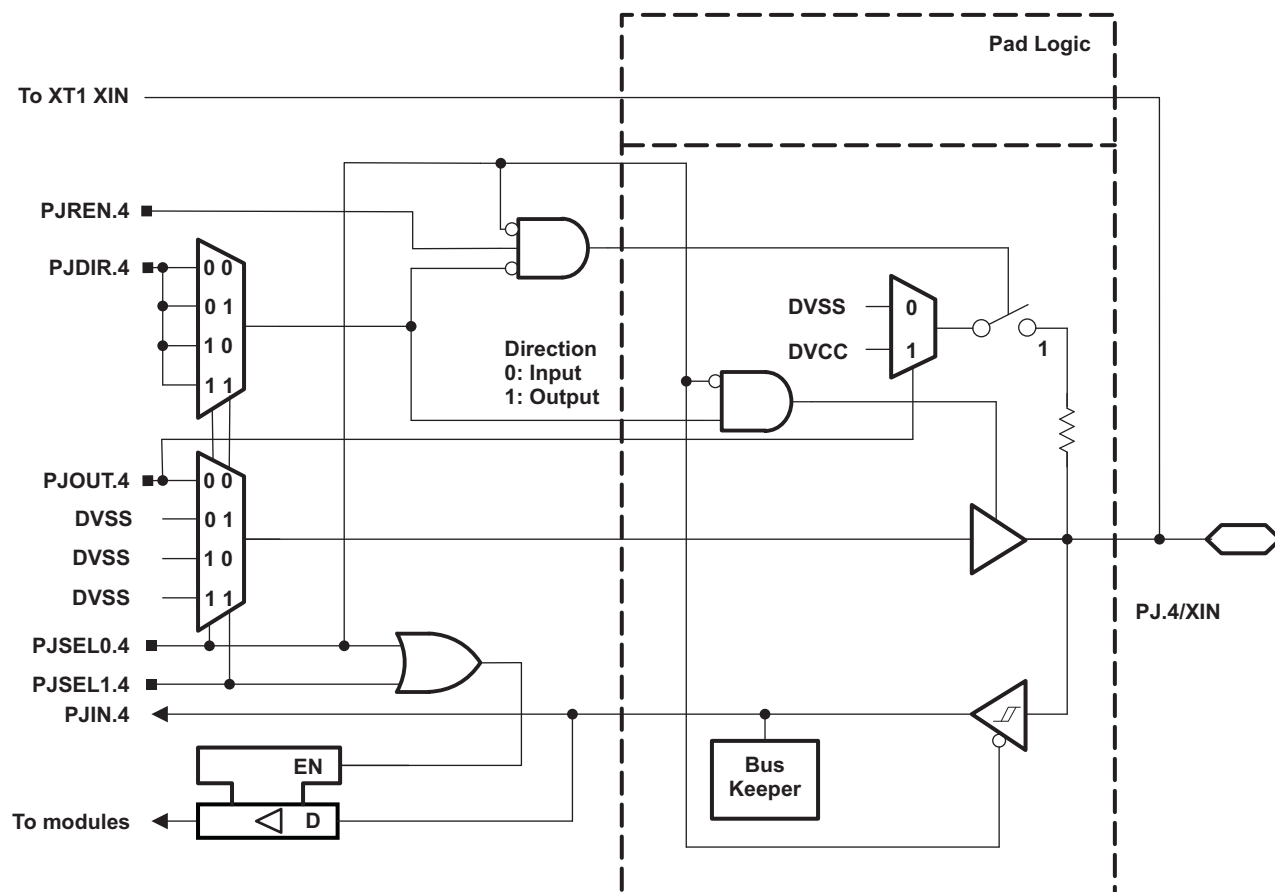 Pad Logic
To XT1 XIN
PJREN.4
PJDIR.4
0 0
0 1
1 0
1 1
DVSS
0
DVCC
1
1
Direction
0: Input
1: Output
PJOUT.4
0 0
DVSS
0 1
DVSS
1 0
DVSS
1 1
PJ.4/XIN
PJSEL0.4
PJSEL1.4
PJIN.4
EN
Bus
Keeper
To modules
D